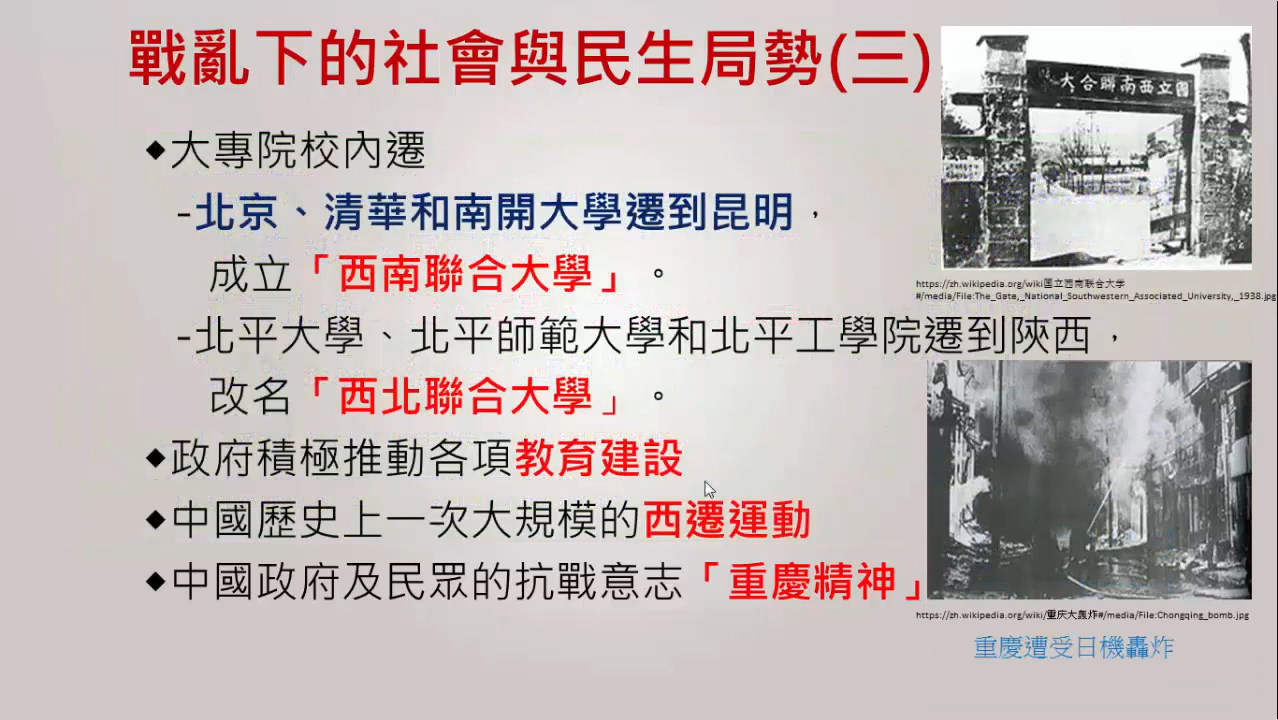 戰亂下的社會與民生局勢(三)
◆大專院校內遷
-北京、清華和南開大學遷到昆明，
成立「西南聯合大學」。
-北平大學、北平師範大學和北平工學院遷到陝西，
改名「西北聯合大學」。
◆政府積極推動各項教育建設
◆中國歷史上一次大規模的西遷運動
◆中國政府及民眾的抗戰意志「重慶精神」
大合聯南西立國
https://zh.wikipedia.org/wiki国立西南联合大学
#/media/File:The_Gate,_National_Southwestern_Associated_University,_1938.jpg
https://zh.wikipedia.org/wiki/重庆大轰炸#/media/File:Chongqing_bomb.jpg
重慶遭受日機轟炸